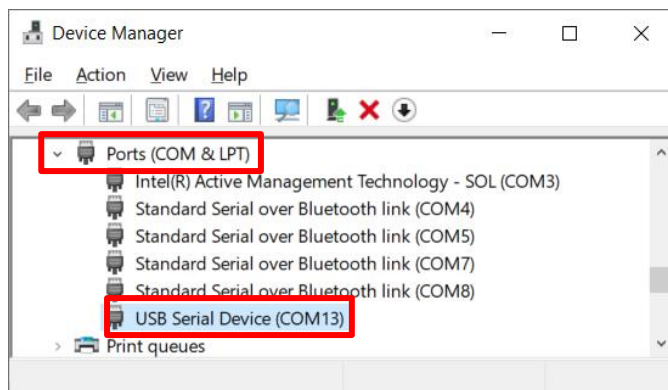 Device Manager
File Action View Help
Ports (COM & LPT)
Intel(R) Active Management Technology - SOL (COM3)
Standard Serial over Bluetooth link (COM4)
Standard Serial over Bluetooth link (COM5)
Standard Serial over Bluetooth link (COM7)
Standard Serial over Bluetooth link (COM8)
USB Serial Device (COM13)
Print queues